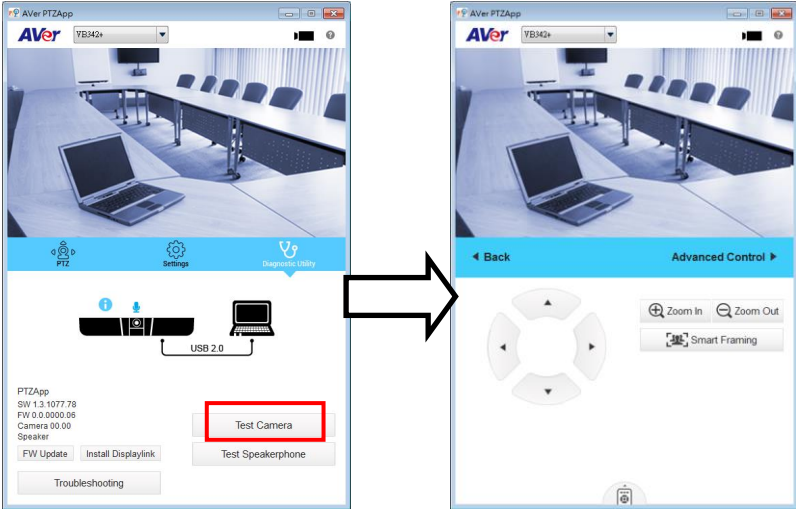 AVer PTZApp
AVer
VB342+
PTZ
Settings
Diagnostic Utility
USB 2.0
PTZApp
SW 1.3.1077.78
FW 0.0.0000.06
Camera 00.00
Speaker
FW Update
Install Displaylink
Troubleshooting
Test Camera
Test Speakerphone
AVer PTZApp
AVer
VB342+
Back
Advanced Control
Zoom In
Zoom Out
Smart Framing